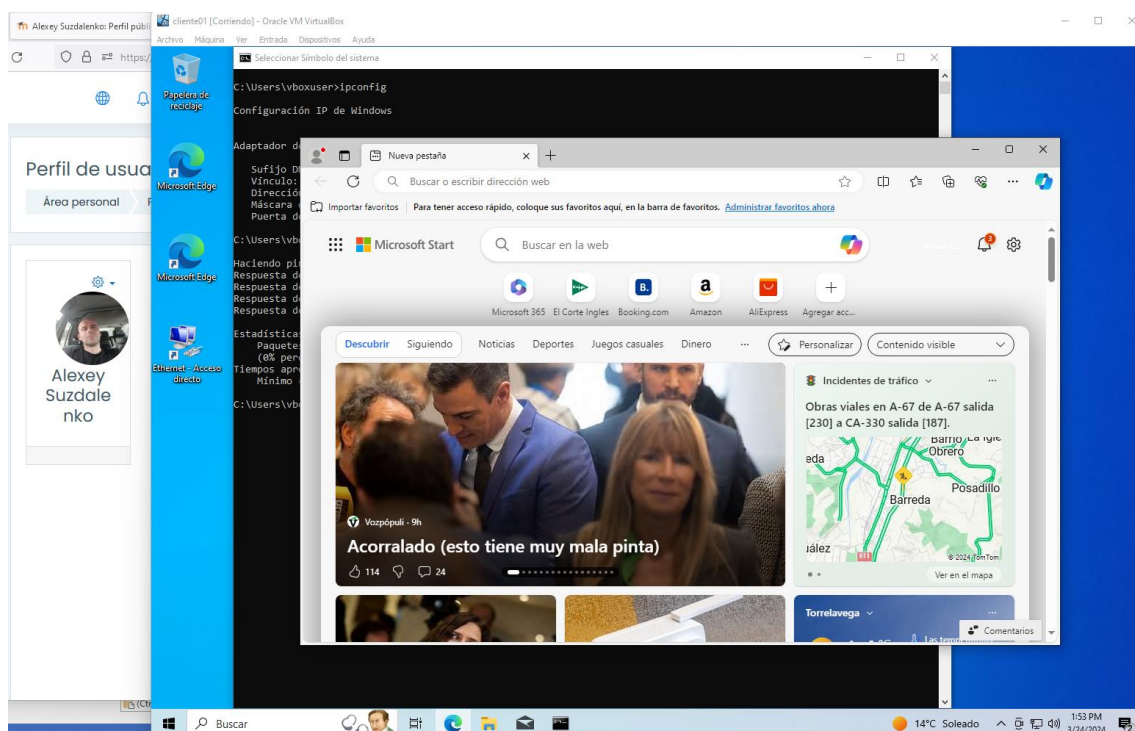 Alexey Suzdalenko: Perfil públi
https:/
Perfil de usua
Área personal
Alexey
Suzdale
nko
(Ctr
cliente01 [Corriendo] - Oracle VM VirtualBox
Archivo Máquina Ver Entrada Dispositivos Ayuda
Papelera de
reciclaje
Microsoft Edge
Microsoft Edge
Ethernet - Acceso
directo
Seleccionar Símbolo del sistema
C:\Users\vboxuser>ipconfig
Configuración IP de Windows
Adaptador d
Sufijo D
Vínculo:
Direcció
Máscara
Puerta d
C:\Users\vb
Haciendo pi
Respuesta d
Respuesta d
Respuesta d
Respuesta d
Estadística
Paquete
(0% per
Tiempos apr
Mínimo
C:\Users\vb
Nueva pestaña
Buscar o escribir dirección web
Importar favoritos Para tener acceso rápido, coloque sus favoritos aquí, en la barra de favoritos. Administrar favoritos ahora
Microsoft Start
Buscar en la web
3
Microsoft 365 El Corte Ingles Booking.com Amazon AliExpress Agregar acc...
Descubrir Siguiendo Noticias Deportes Juegos casuales Dinero ... Personalizar Contenido visible
Vozpópuli · 9h
Acorralado (esto tiene muy mala pinta)
114 24
Incidentes de tráfico
Obras viales en A-67 de A-67 salida
[230] a CA-330 salida [187].
Barrio La Igle
Obrero
eda
Posadillo
Barreda
uález
© 2024 TomTom
Ver en el mapa
Torrelavega
Las temp
Comentarios
Buscar
14°C Soleado
1:53 PM
3/24/2024
2